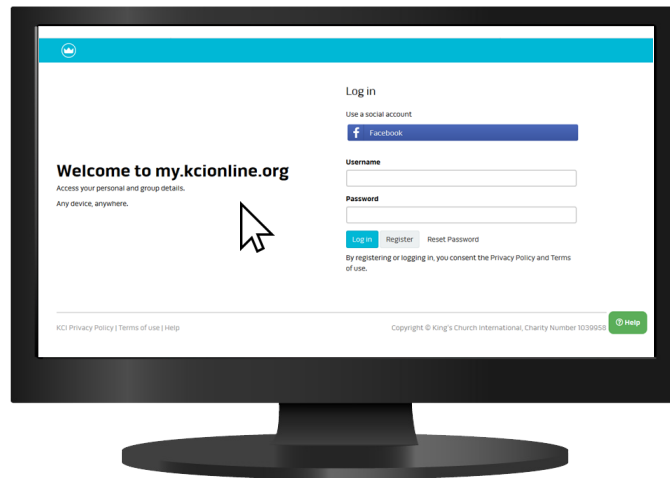 Welcome to my.kcionline.org
Access your personal and group details.
Any device, anywhere.
Log in
Use a social account
f Facebook
Username
Password
Log in Register Reset Password
By registering or logging in, you consent the Privacy Policy and Terms
of use.
KCI Privacy Policy | Terms of use | Help
Copyright © King's Church International, Charity Number 1039958
? Help